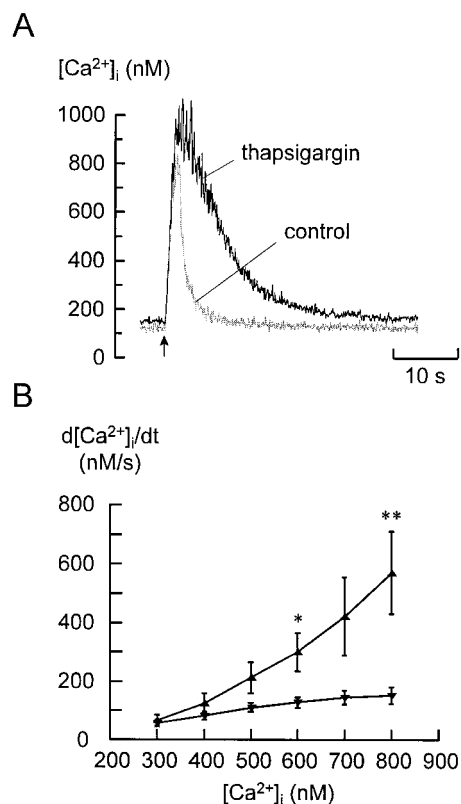 A
[Ca²⁺]ᵢ (nM)
1000
800
600
400
200
0
thapsigargin
control
10 s
B
d[Ca²⁺]ᵢ/dt
(nM/s)
800
600
400
200
0
*
**
200 300 400 500 600 700 800 900
[Ca²⁺]ᵢ (nM)